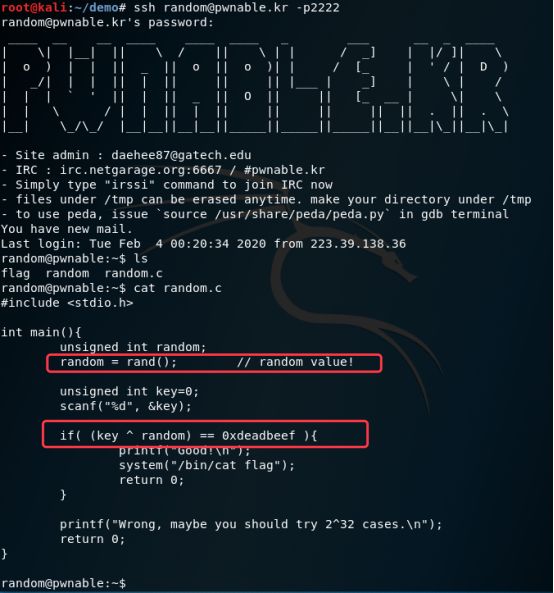 root@kali:~/demo# ssh random@pwnable.kr -p2222
random@pwnable.kr's password:
PWNABLE.KR
- Site admin : daehee87@gatech.edu
- IRC : irc.netgarage.org:6667 / #pwnable.kr
- Simply type "irssi" command to join IRC now
- files under /tmp can be erased anytime. make your directory under /tmp
- to use peda, issue `source /usr/share/peda/peda.py` in gdb terminal
You have new mail.
Last login: Tue Feb  4 00:20:34 2020 from 223.39.138.36
random@pwnable:~$ ls
flag  random  random.c
random@pwnable:~$ cat random.c
#include <stdio.h>
int main(){
unsigned int random;
random = rand();        // random value!
unsigned int key=0;
scanf("%d", &key);
if( (key ^ random) == 0xdeadbeef ){
printf("Good!\n");
system("/bin/cat flag");
return 0;
}
printf("Wrong, maybe you should try 2^32 cases.\n");
return 0;
}
random@pwnable:~$